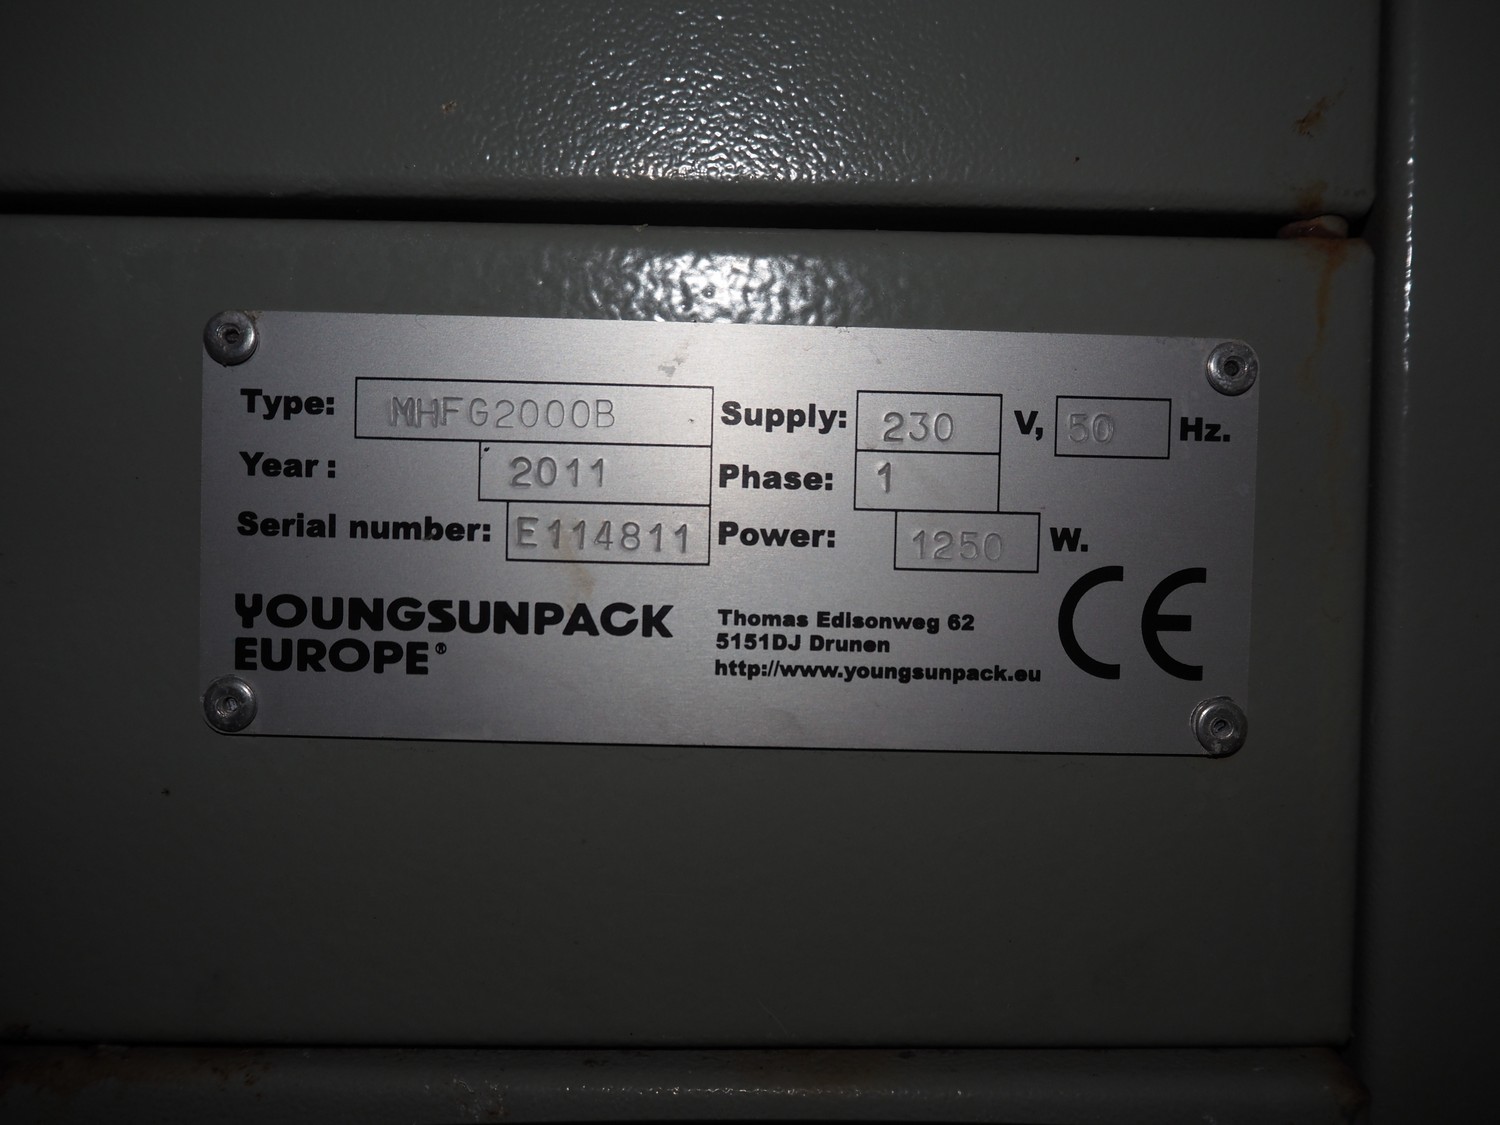 Type: MHFG2000B Supply: 230 V, 50 Hz.
Year: 2011 Phase: 1
Serial number: E114811 Power: 1250 W.
YOUNGSUNPACK
EUROPE®
Thomas Edisonweg 62
5151DJ Drunen
http://www.youngsunpack.eu
CE